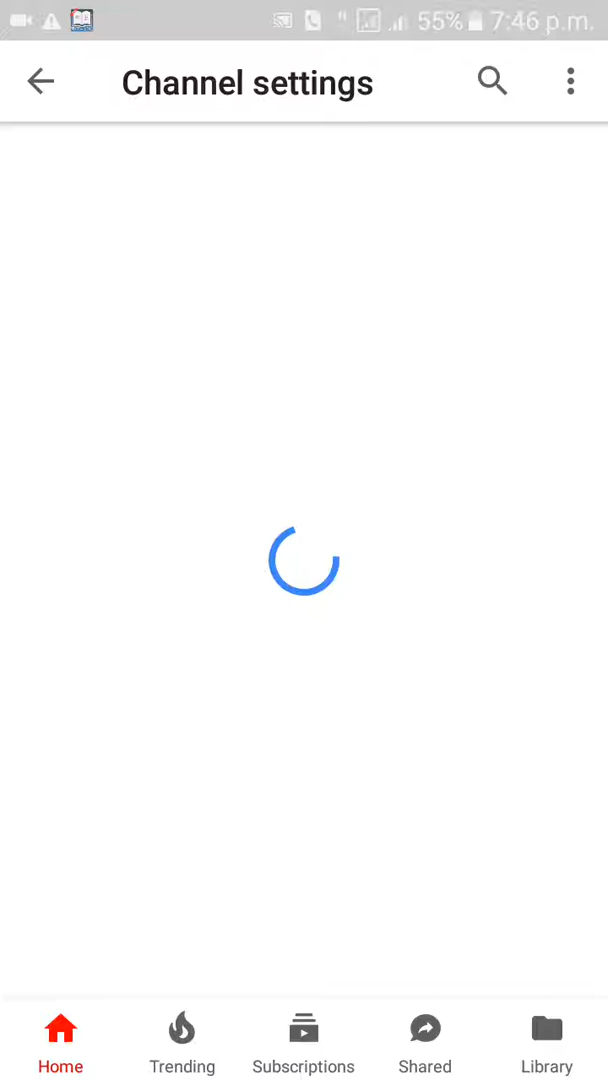 55% 7:46 p.m.
Channel settings
Home Trending Subscriptions Shared Library